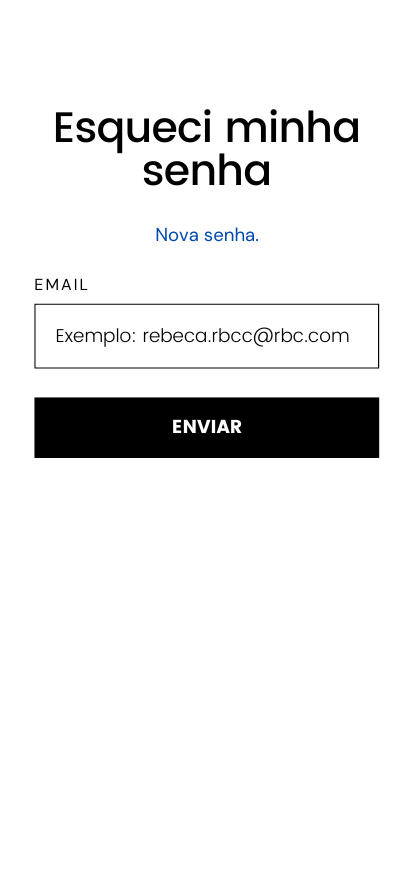 Esqueci minha
senha
Nova senha.
EMAIL
Exemplo: rebeca.rbcc@rbc.com
ENVIAR